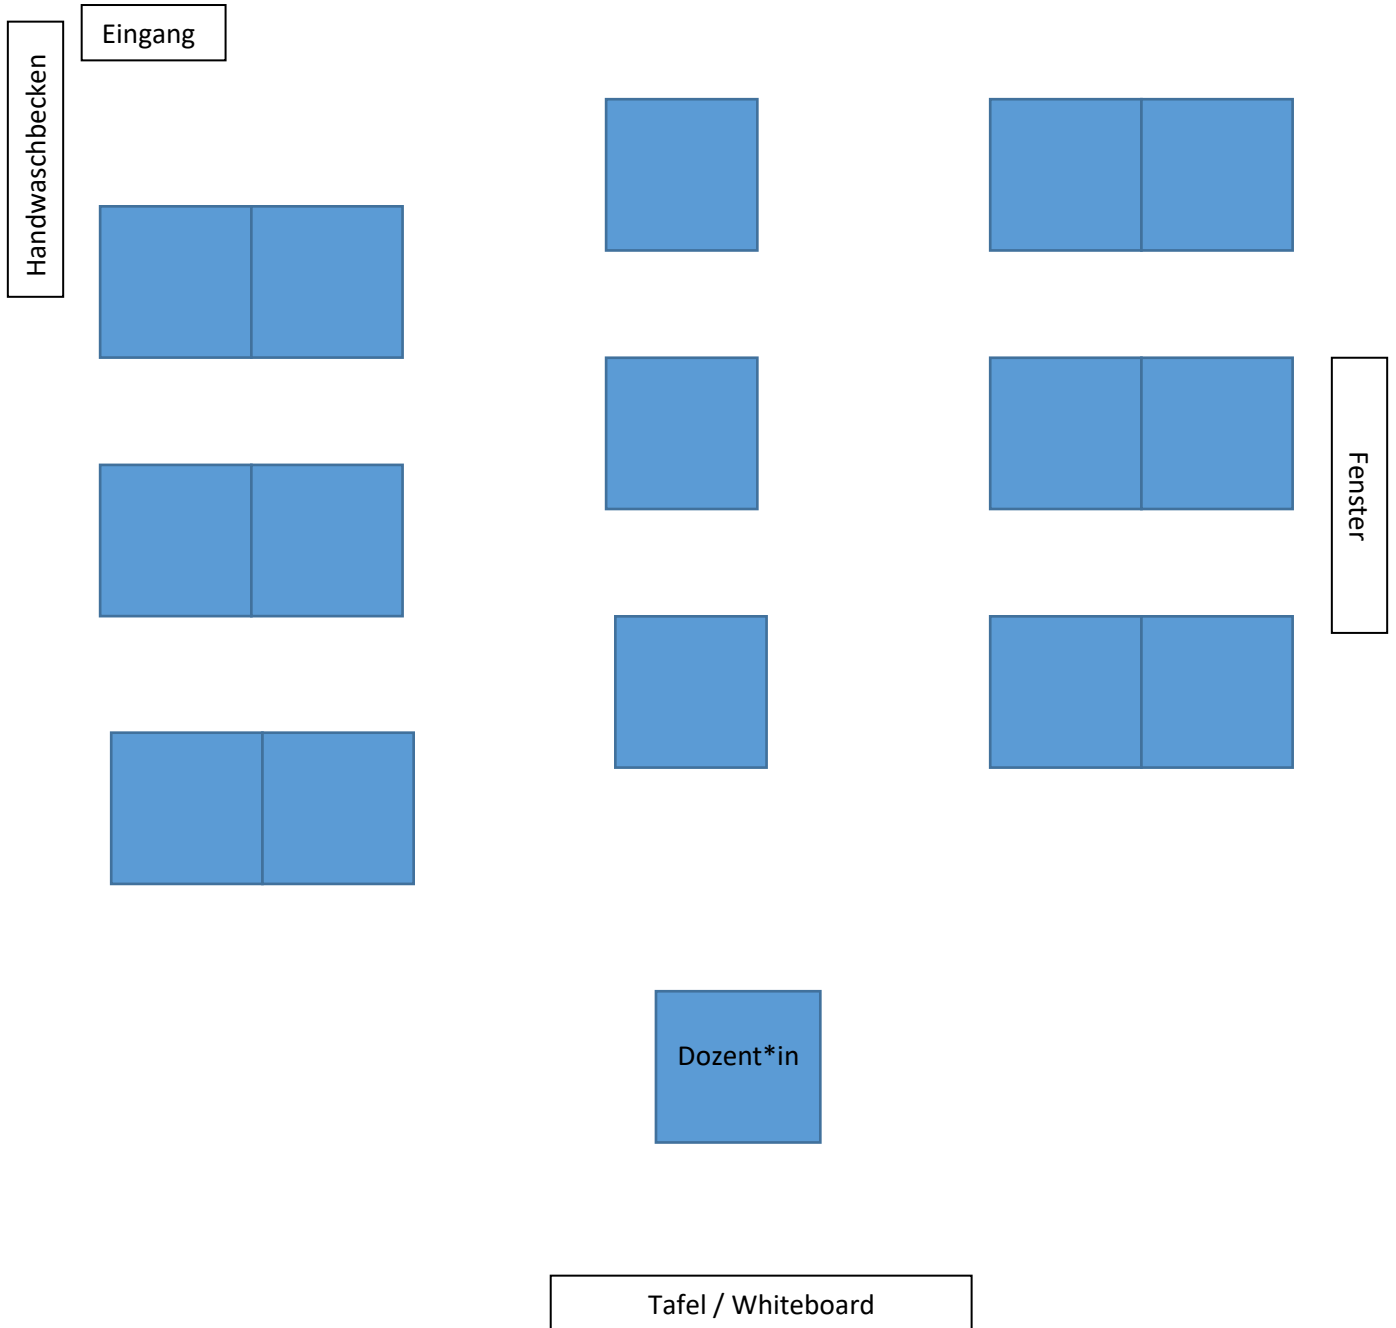 Eingang
Handwaschbecken
Fenster
Dozent*in
Tafel / Whiteboard